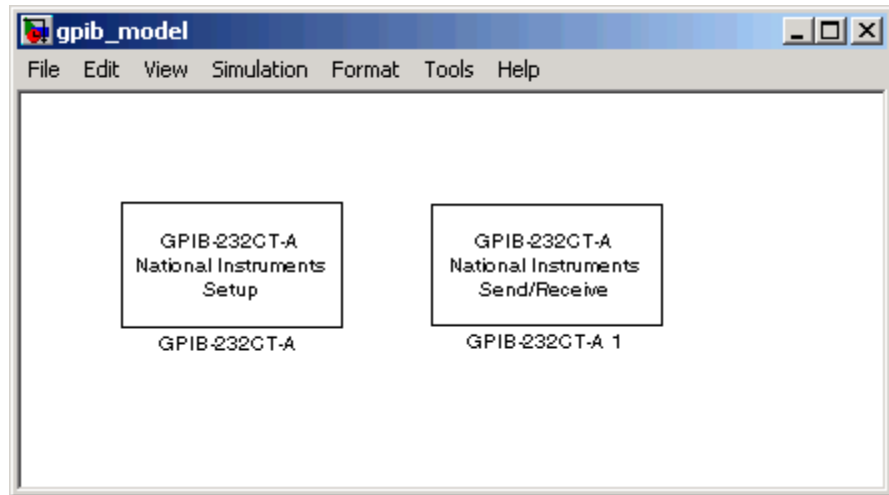 gpib_model
File Edit View Simulation Format Tools Help
GPIB-232CT-A
National Instruments
Setup
GPIB-232CT-A
GPIB-232CT-A
National Instruments
Send/Receive
GPIB-232CT-A 1